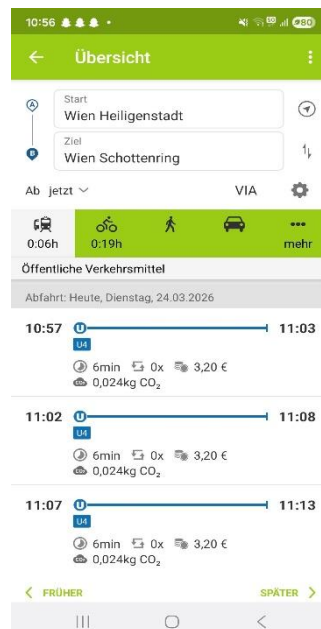 10:56
80
Übersicht
A
Start
Wien Heiligenstadt
B
Ziel
Wien Schottenring
Ab jetzt
VIA
0:06h
0:19h
mehr
Öffentliche Verkehrsmittel
Abfahrt: Heute, Dienstag, 24.03.2026
10:57 U 11:03
U4
6min 0x 3,20 €
0,024kg CO₂
11:02 U 11:08
U4
6min 0x 3,20 €
0,024kg CO₂
11:07 U 11:13
U4
6min 0x 3,20 €
0,024kg CO₂
FRÜHER SPÄTER